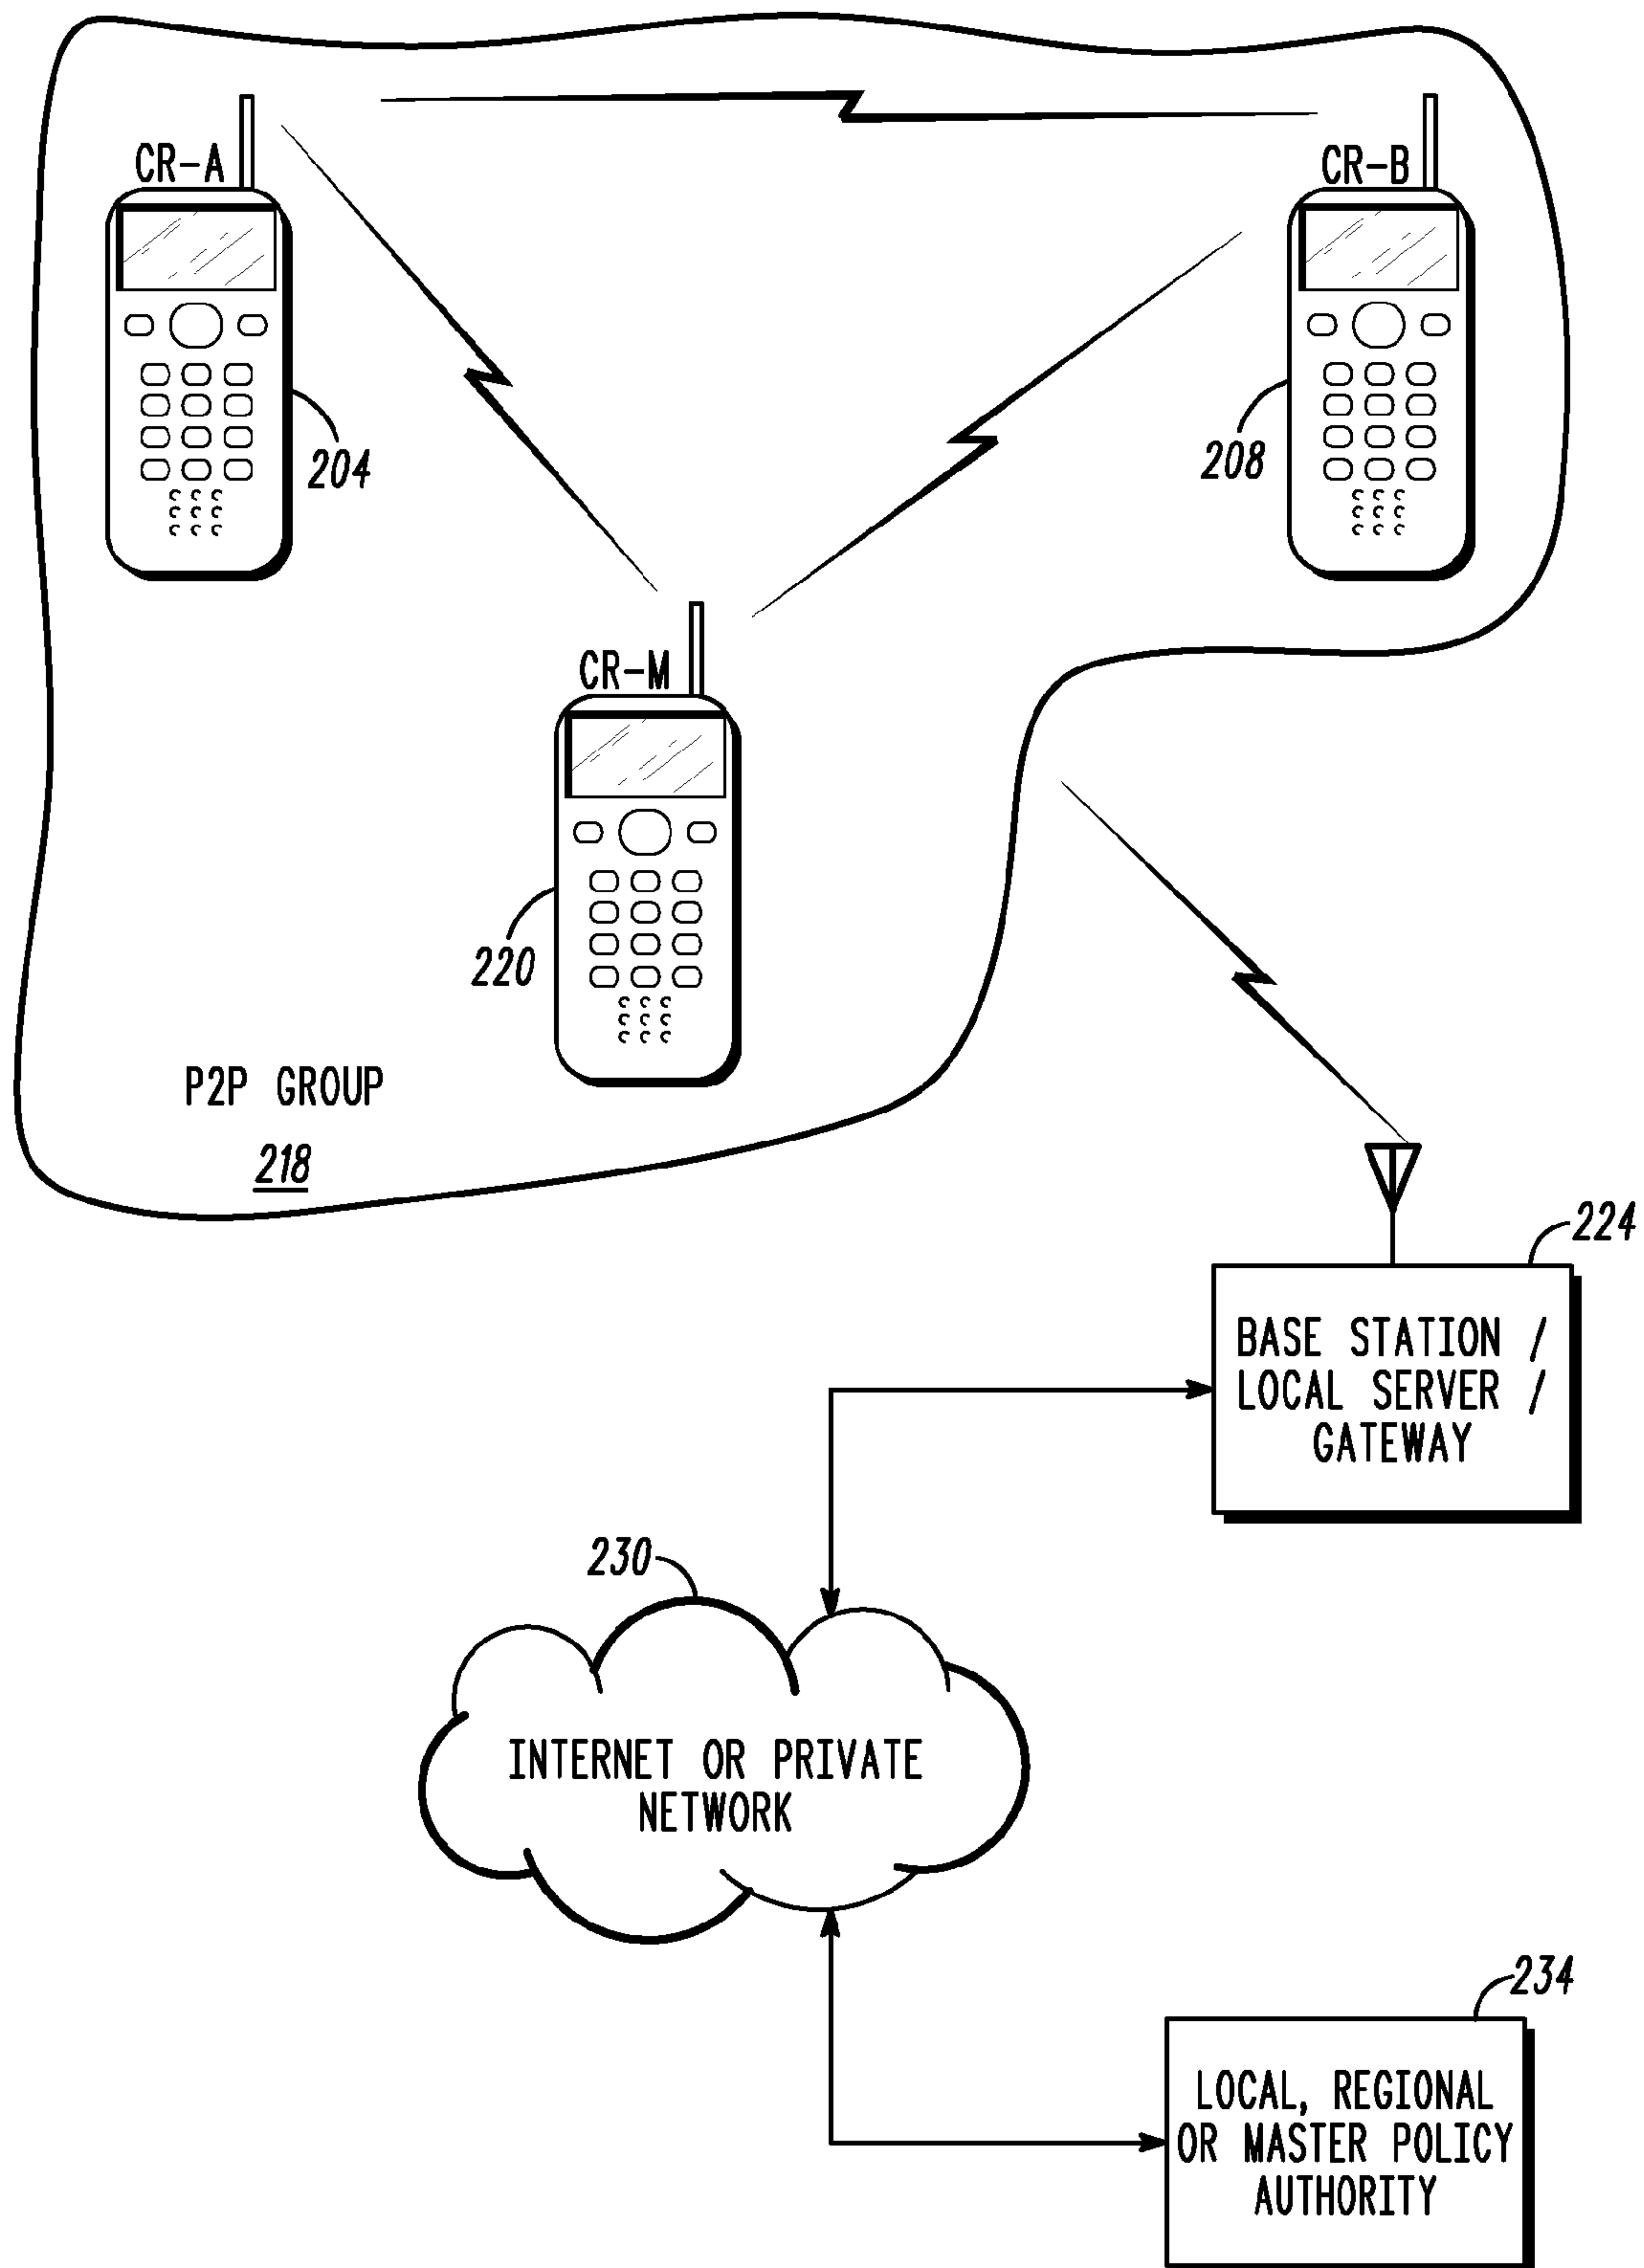 CR-A
CR-B
204
208
CR-M
220
P2P GROUP
218
224
BASE STATION /
LOCAL SERVER /
GATEWAY
230
INTERNET OR PRIVATE
NETWORK
234
LOCAL, REGIONAL
OR MASTER POLICY
AUTHORITY